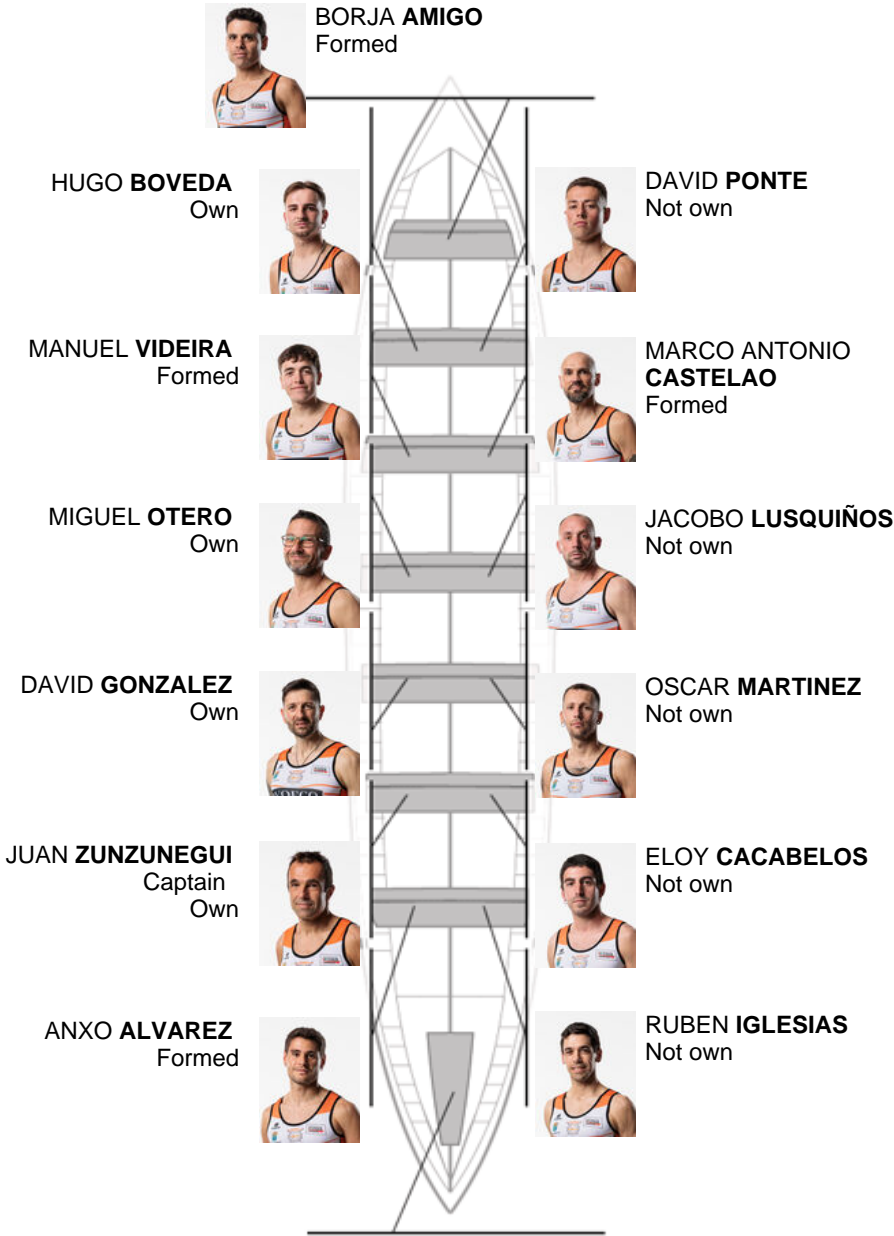 BORJA AMIGO
Formed
HUGO BOVEDA
Own
DAVID PONTE
Not own
MANUEL VIDEIRA
Formed
MARCO ANTONIO
CASTELAO
Formed
MIGUEL OTERO
Own
JACOBO LUSQUIÑOS
Not own
DAVID GONZALEZ
Own
OSCAR MARTINEZ
Not own
JUAN ZUNZUNEGUI
Captain
Own
ELOY CACABELOS
Not own
ANXO ALVAREZ
Formed
RUBEN IGLESIAS
Not own